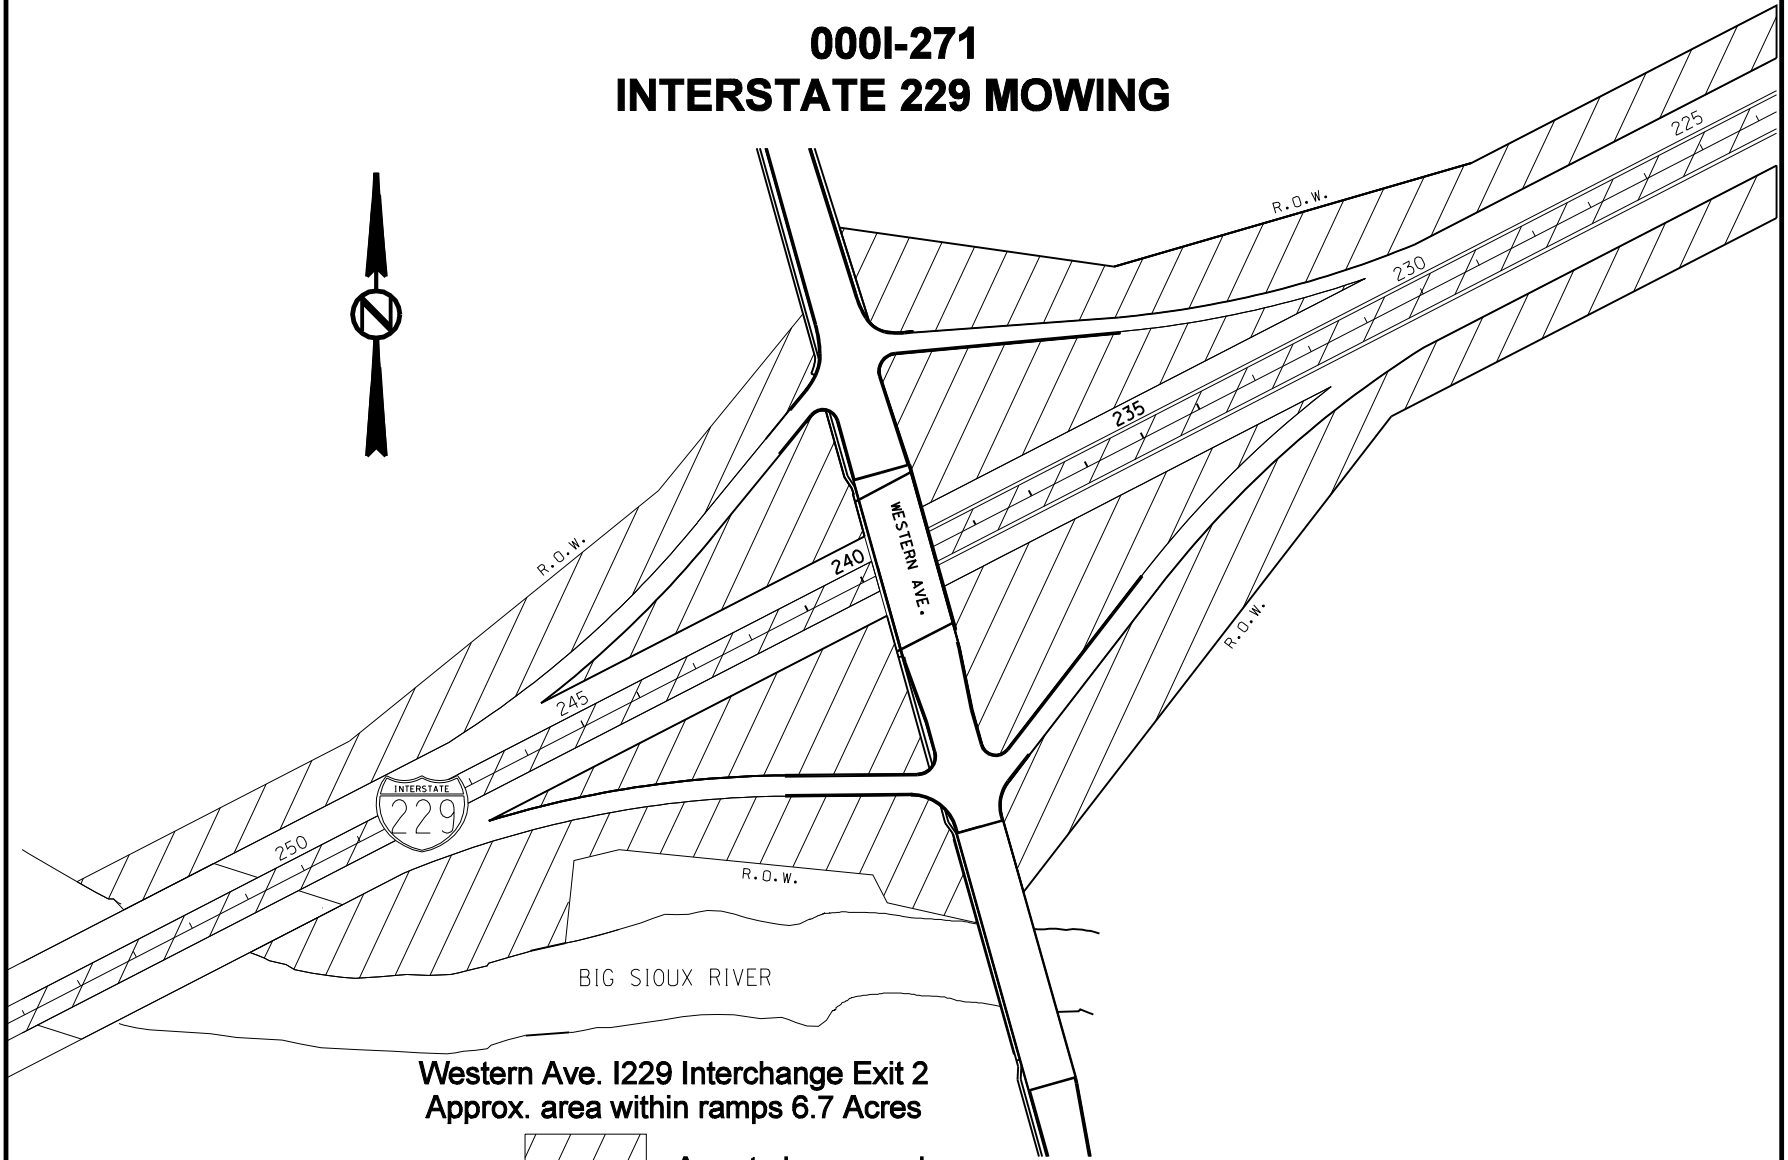 000I-271
INTERSTATE 229 MOWING
225
R.O.W.
230
N
235
WESTERN AVE.
240
R.O.W.
R.O.W.
245
INTERSTATE
229
250
R.O.W.
BIG SIOUX RIVER
Western Ave. I229 Interchange Exit 2
Approx. area within ramps 6.7 Acres